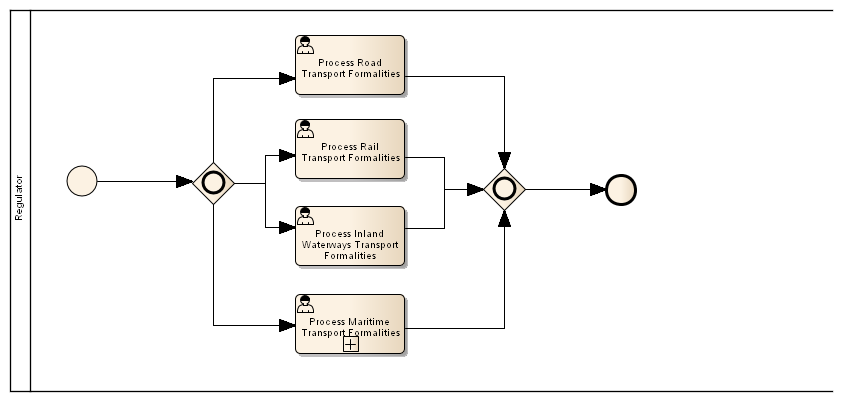 Regulator
Process Road
Transport Formalities
Process Rail
Transport Formalities
Process Inland
Waterways Transport
Formalities
Process Maritime
Transport Formalities